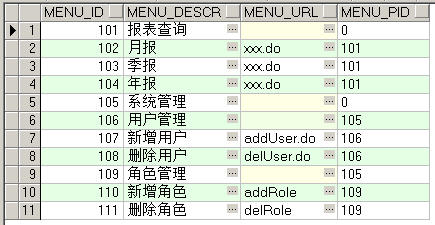 MENU_ID MENU_DESCR MENU_URL MENU_PID
1 101 报表查询 ... ... 0
2 102 月报 ... xxx.do ... 101
3 103 季报 ... xxx.do ... 101
4 104 年报 ... xxx.do ... 101
5 105 系统管理 ... ... 0
6 106 用户管理 ... ... 105
7 107 新增用户 ... addUser.do ... 106
8 108 删除用户 ... delUser.do ... 106
9 109 角色管理 ... ... 105
10 110 新增角色 ... addRole ... 109
11 111 删除角色 ... delRole ... 109